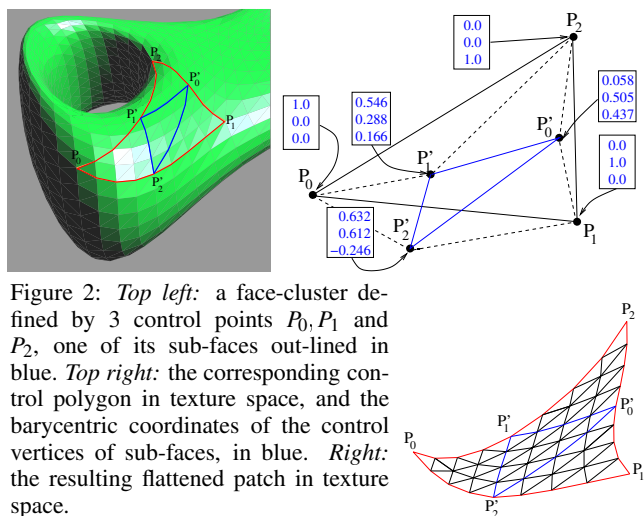 P₂
P₀'
P₁'
P₁
P₀
P₂'
0.0
0.0
1.0
P₂
1.0
0.0
0.0
0.546
0.288
0.166
0.058
0.505
0.437
P₀'
P₁'
P₀
0.0
1.0
0.0
0.632
0.612
−0.246
P₂'
P₁
Figure 2: Top left: a face-cluster de-
fined by 3 control points P₀, P₁ and
P₂, one of its sub-faces out-lined in
blue. Top right: the corresponding con-
trol polygon in texture space, and the
barycentric coordinates of the control
vertices of sub-faces, in blue. Right:
the resulting flattened patch in texture
space.
P₂
P₀'
P₁'
P₀
P₁
P₂'